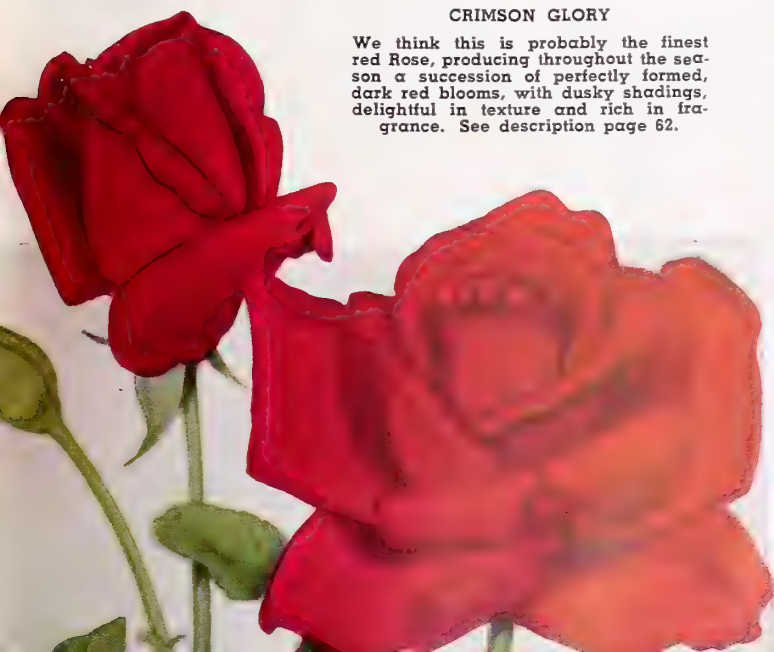 CRIMSON GLORY
We think this is probably the finest
red Rose, producing throughout the sea-
son a succession of perfectly formed,
dark red blooms, with dusky shadings,
delightful in texture and rich in fra-
grance. See description page 62.